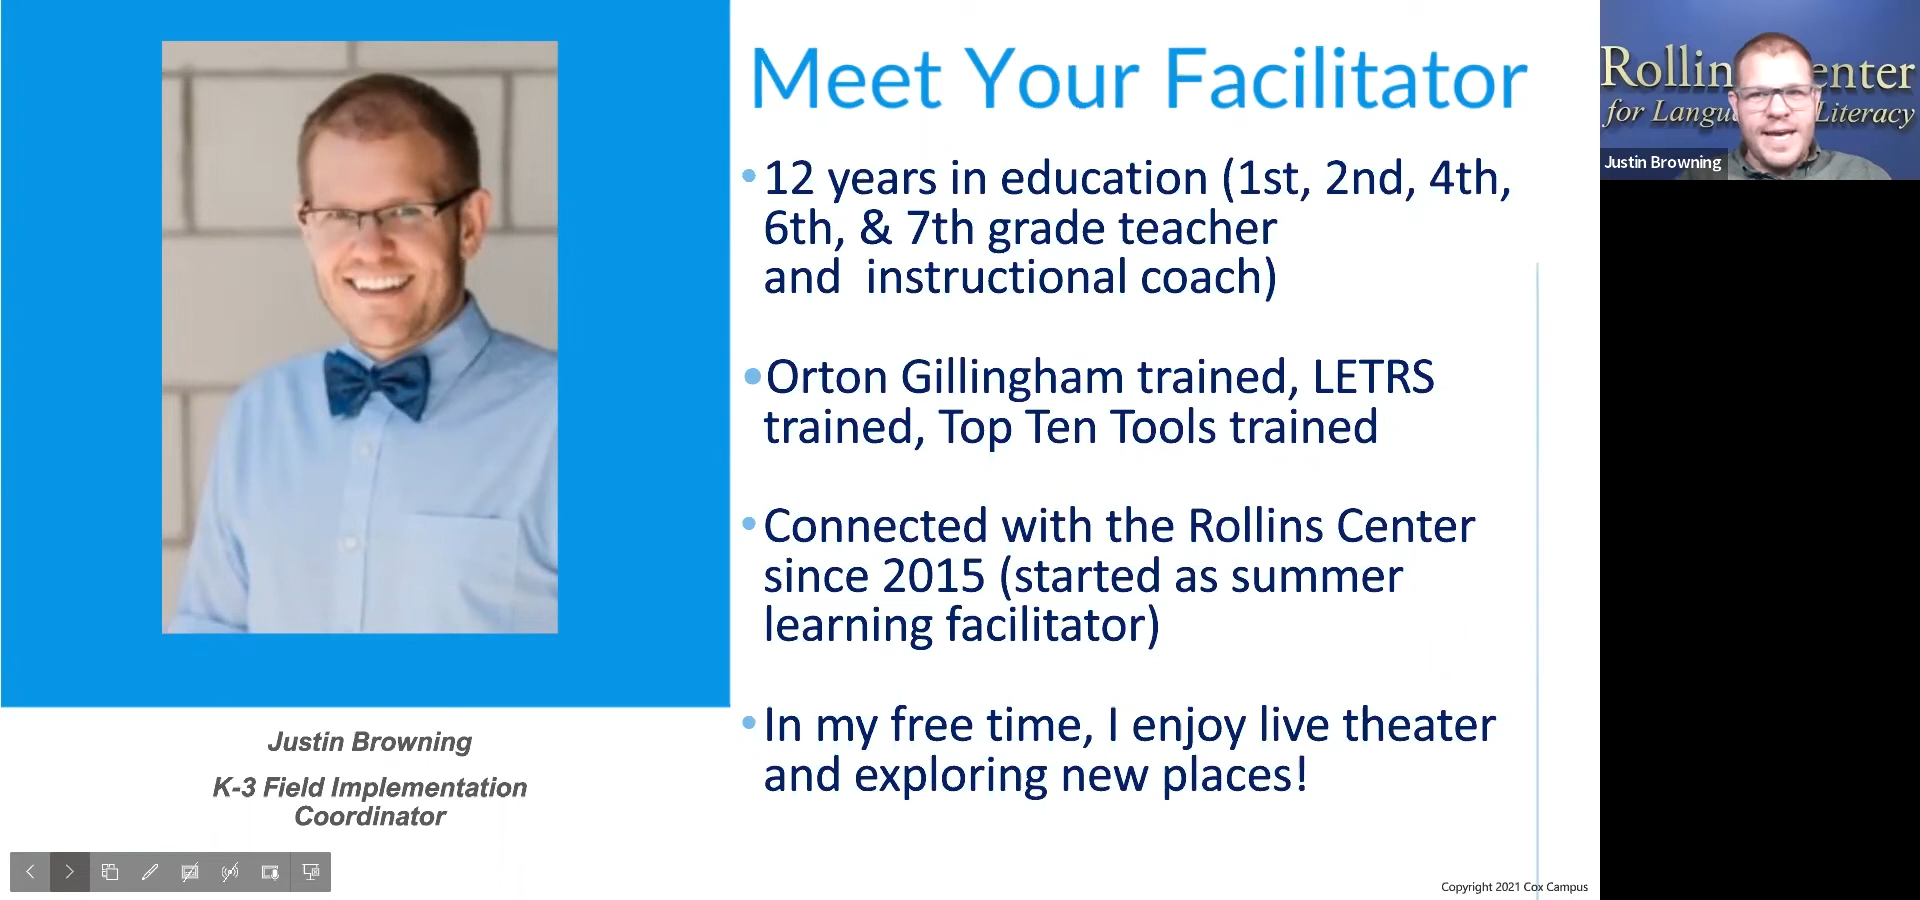 Meet Your Facilitator
•12 years in education (1st, 2nd, 4th,
6th, & 7th grade teacher
and  instructional coach)
•Orton Gillingham trained, LETRS
trained, Top Ten Tools trained
•Connected with the Rollins Center
since 2015 (started as summer
learning facilitator)
•In my free time, I enjoy live theater
and exploring new places!
Justin Browning
K-3 Field Implementation
Coordinator
Copyright 2021 Cox Campus
Rollin enter
for Langu Literacy
Justin Browning